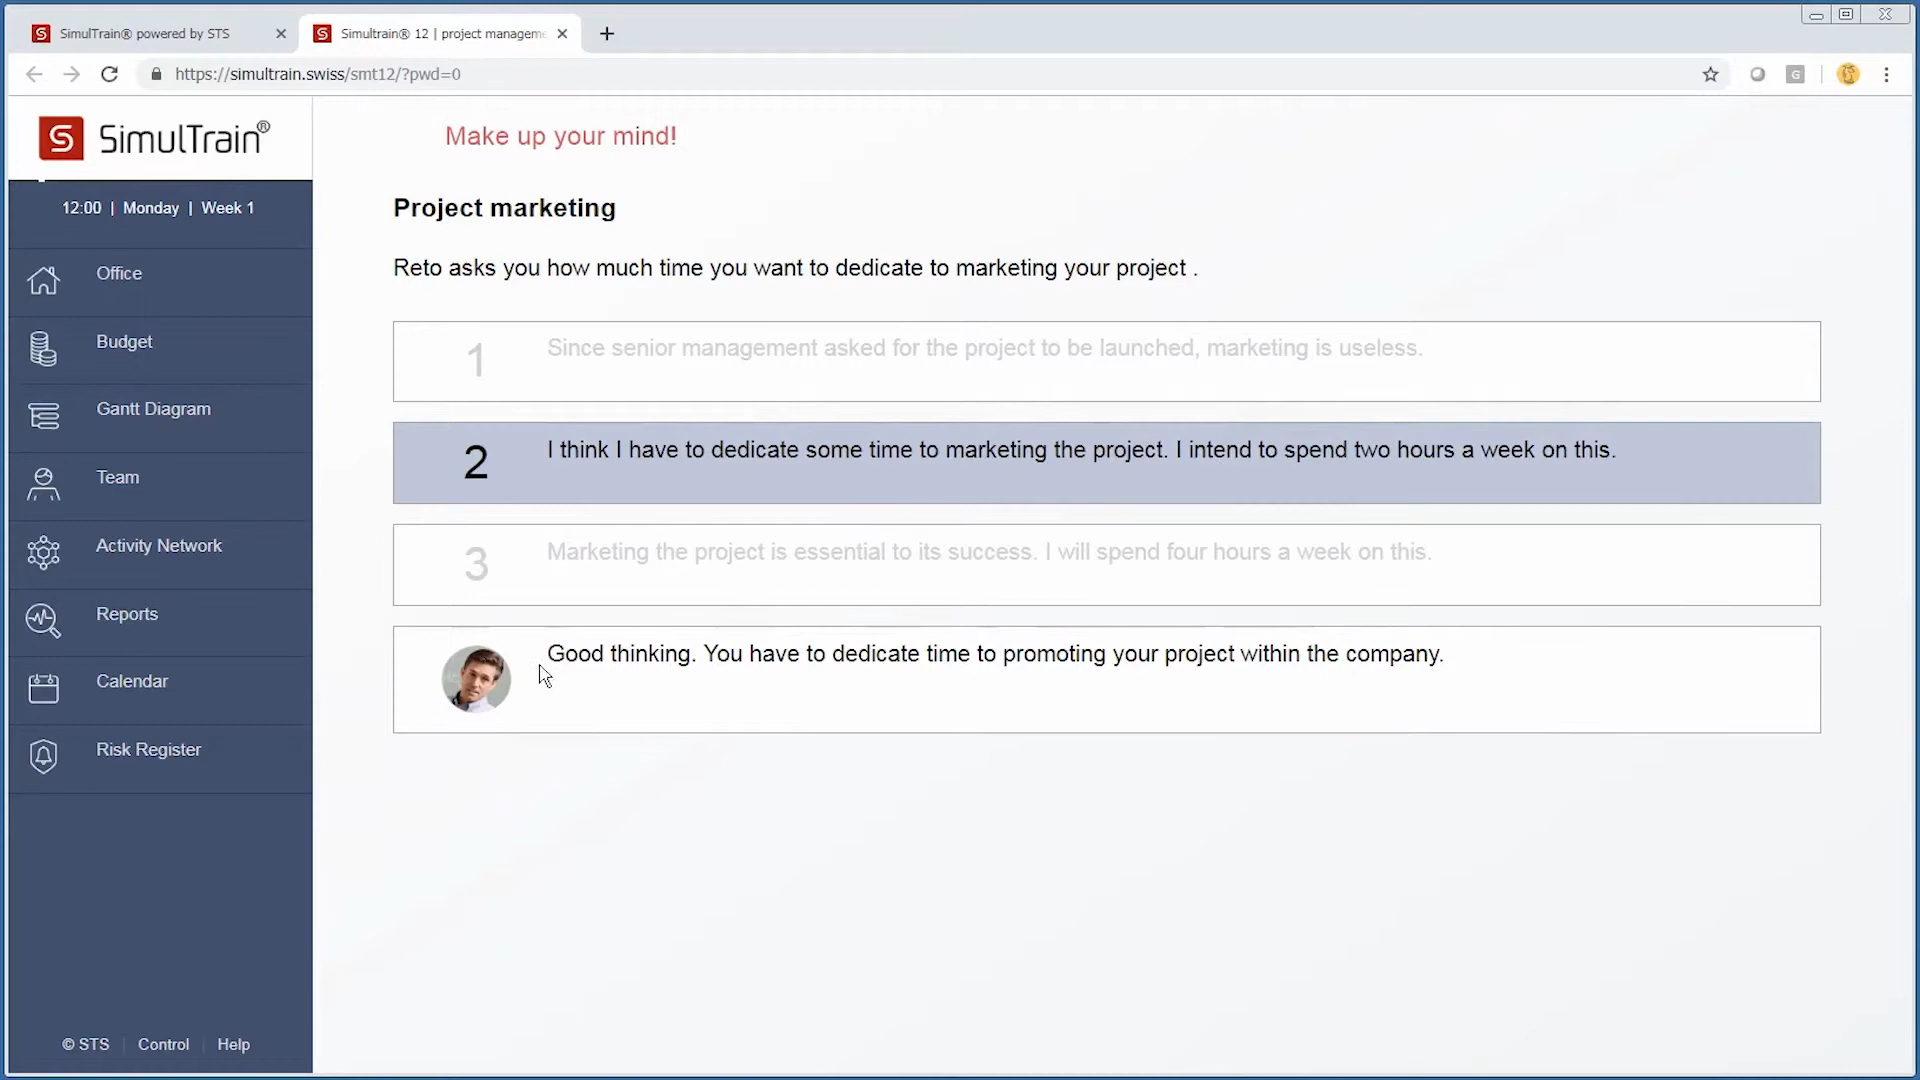 SimulTrain® powered by STS
Simultrain® 12 | project manageme
https://simultrain.swiss/smt12/?pwd=0
G
S SimulTrain®
12:00 | Monday | Week 1
Office
Budget
Gantt Diagram
Team
Activity Network
Reports
Calendar
Risk Register
© STS | Control | Help
Make up your mind!
Project marketing
Reto asks you how much time you want to dedicate to marketing your project .
1 Since senior management asked for the project to be launched, marketing is useless.
2 I think I have to dedicate some time to marketing the project. I intend to spend two hours a week on this.
3 Marketing the project is essential to its success. I will spend four hours a week on this.
Good thinking. You have to dedicate time to promoting your project within the company.